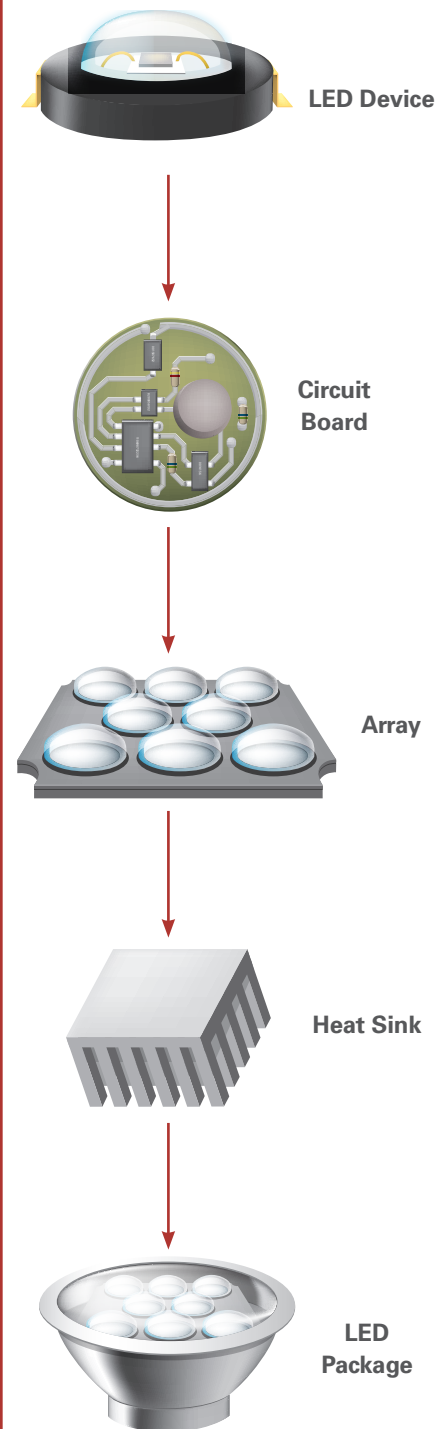 LED Device
Circuit
Board
Array
Heat Sink
LED
Package